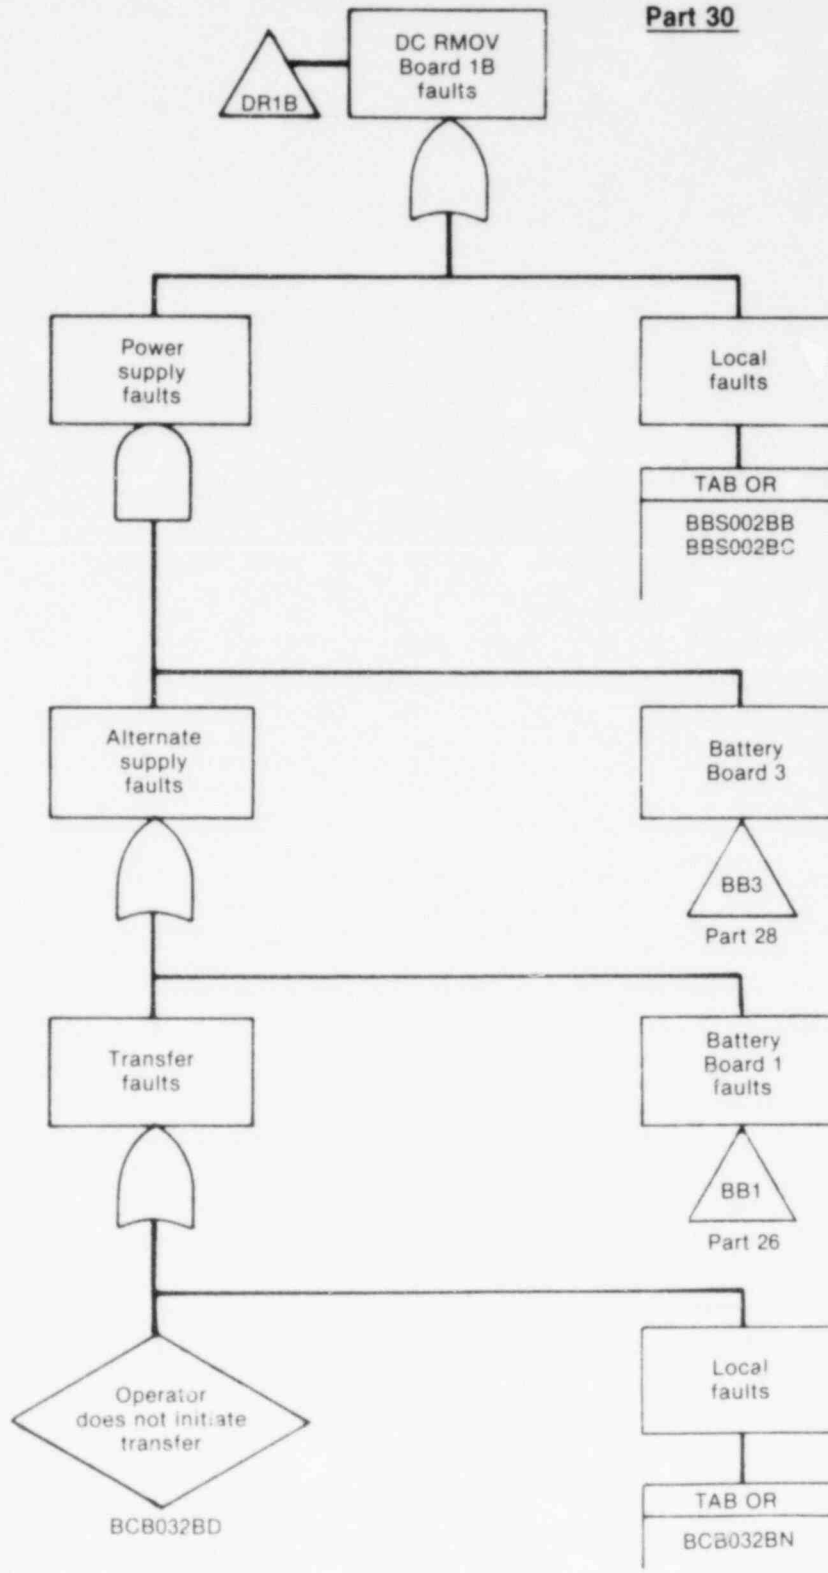 Part 30
DC RMOV
Board 1B
faults
DR1B
Power
supply
faults
Local
faults
TAB OR
BBS002BB
BBS002BC
Alternate
supply
faults
Battery
Board 3
BB3
Part 28
Transfer
faults
Battery
Board 1
faults
BB1
Part 26
Operator
does not initiate
transfer
BCB032BD
Local
faults
TAB OR
BCB032BN